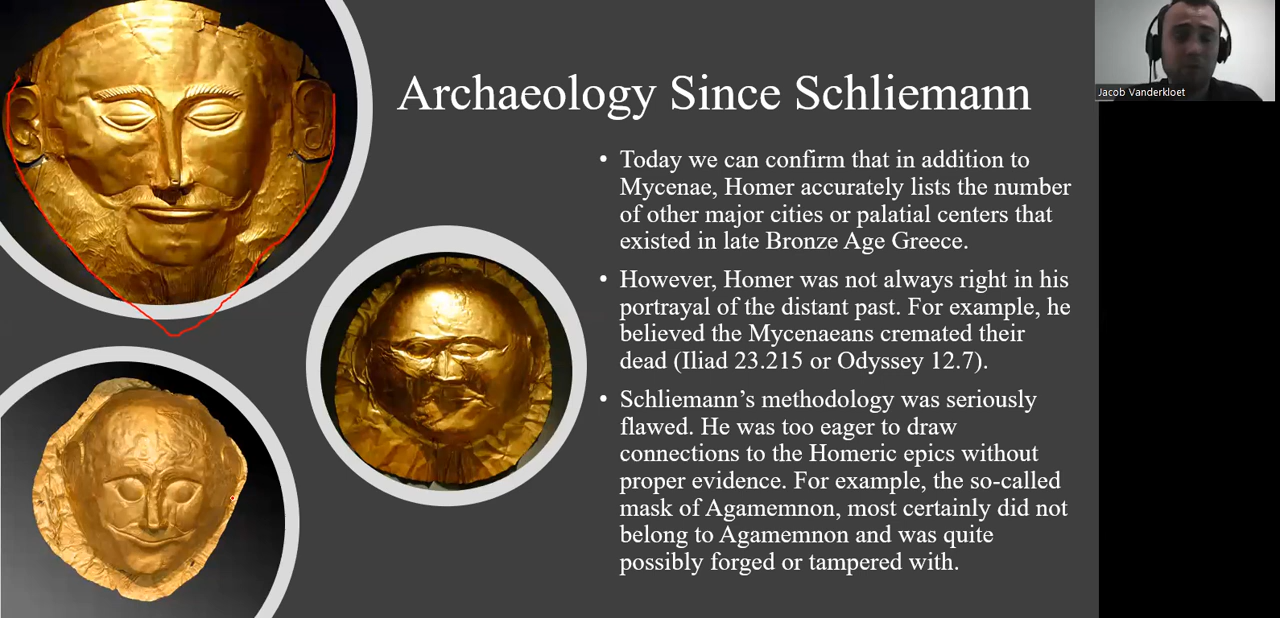 Archaeology Since Schliemann
Jacob Vanderkloet
• Today we can confirm that in addition to
Mycenae, Homer accurately lists the number
of other major cities or palatial centers that
existed in late Bronze Age Greece.
• However, Homer was not always right in his
portrayal of the distant past. For example, he
believed the Mycenaeans cremated their
dead (Iliad 23.215 or Odyssey 12.7).
• Schliemann’s methodology was seriously
flawed. He was too eager to draw
connections to the Homeric epics without
proper evidence. For example, the so-called
mask of Agamemnon, most certainly did not
belong to Agamemnon and was quite
possibly forged or tampered with.